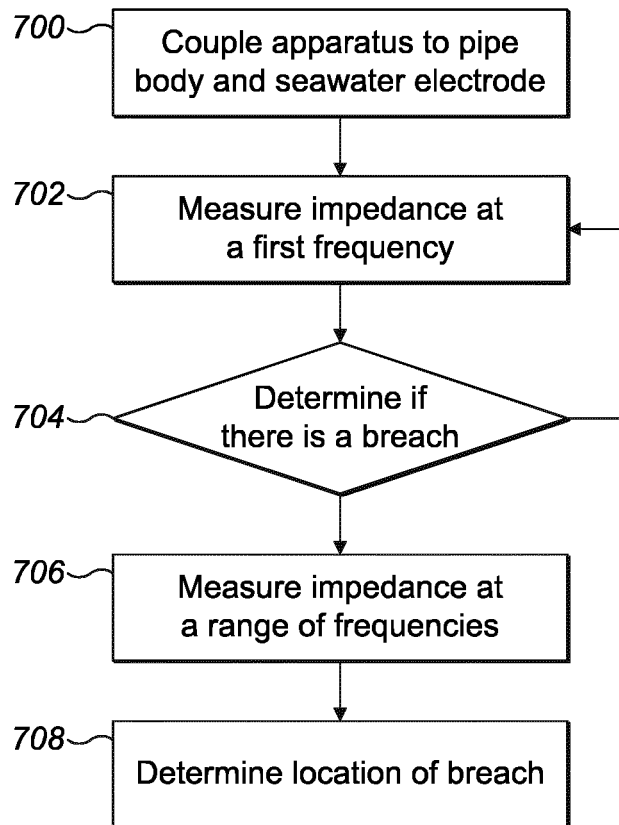 700
Couple apparatus to pipe
body and seawater electrode
702
Measure impedance at
a first frequency
704
Determine if
there is a breach
706
Measure impedance at
a range of frequencies
708
Determine location of breach